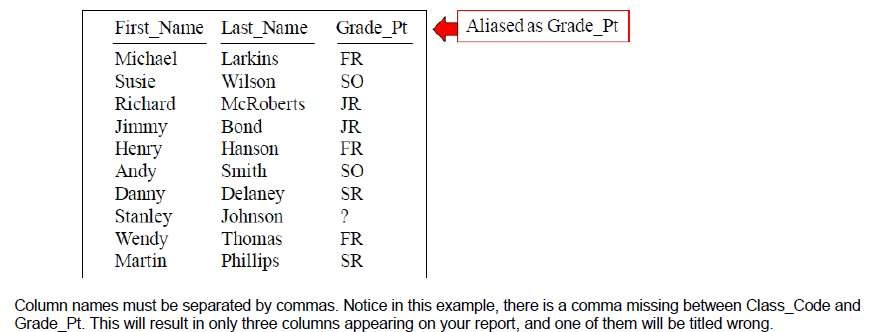 First_Name Last_Name Grade_Pt
Aliased as Grade_Pt
Michael Larkins FR
Susie Wilson SO
Richard McRoberts JR
Jimmy Bond JR
Henry Hanson FR
Andy Smith SO
Danny Delaney SR
Stanley Johnson ?
Wendy Thomas FR
Martin Phillips SR
Column names must be separated by commas. Notice in this example, there is a comma missing between Class_Code and
Grade_Pt. This will result in only three columns appearing on your report, and one of them will be titled wrong.